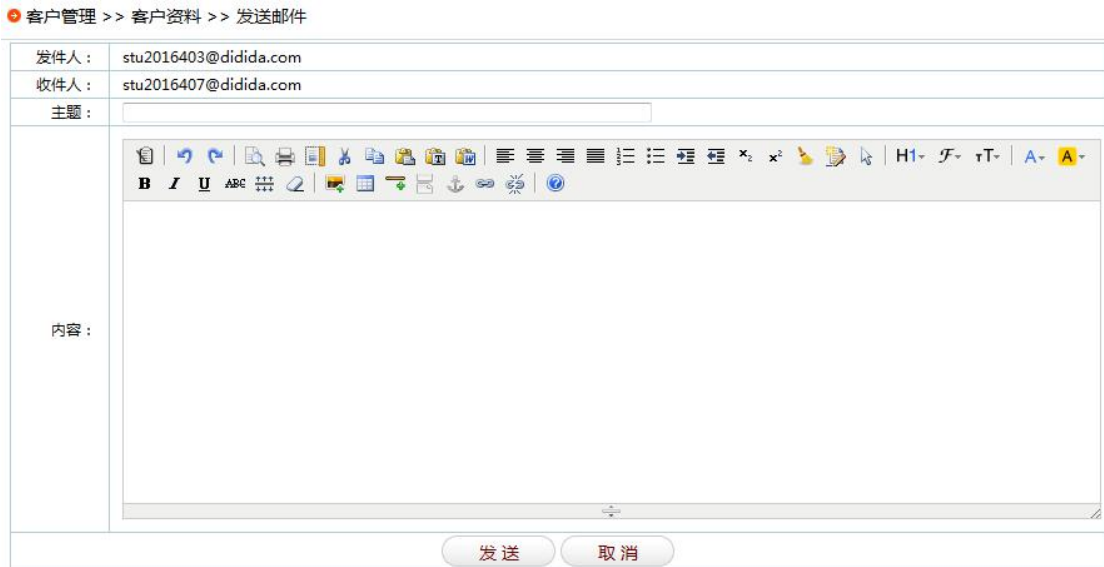 客户管理 >> 客户资料 >> 发送邮件
发件人： stu2016403@didida.com
收件人： stu2016407@didida.com
主题：
H1 F тT A A
B I U ABC
内容：
发 送 取 消